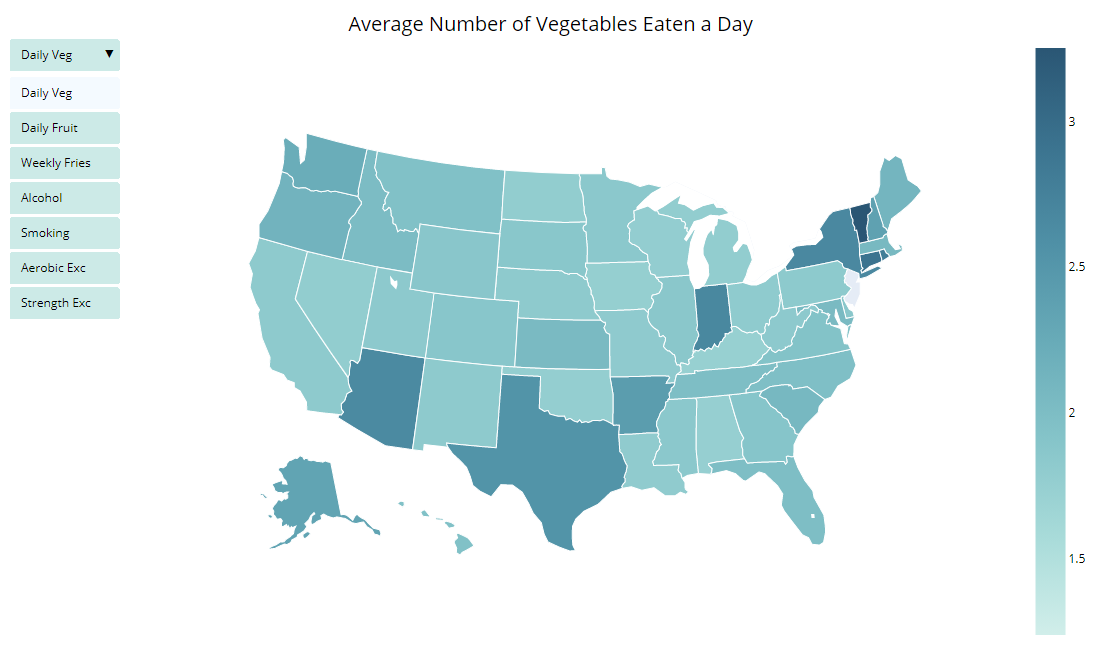 Average Number of Vegetables Eaten a Day
Daily Veg ▼
Daily Veg
Daily Fruit
Weekly Fries
Alcohol
Smoking
Aerobic Exc
Strength Exc
3
2.5
2
1.5